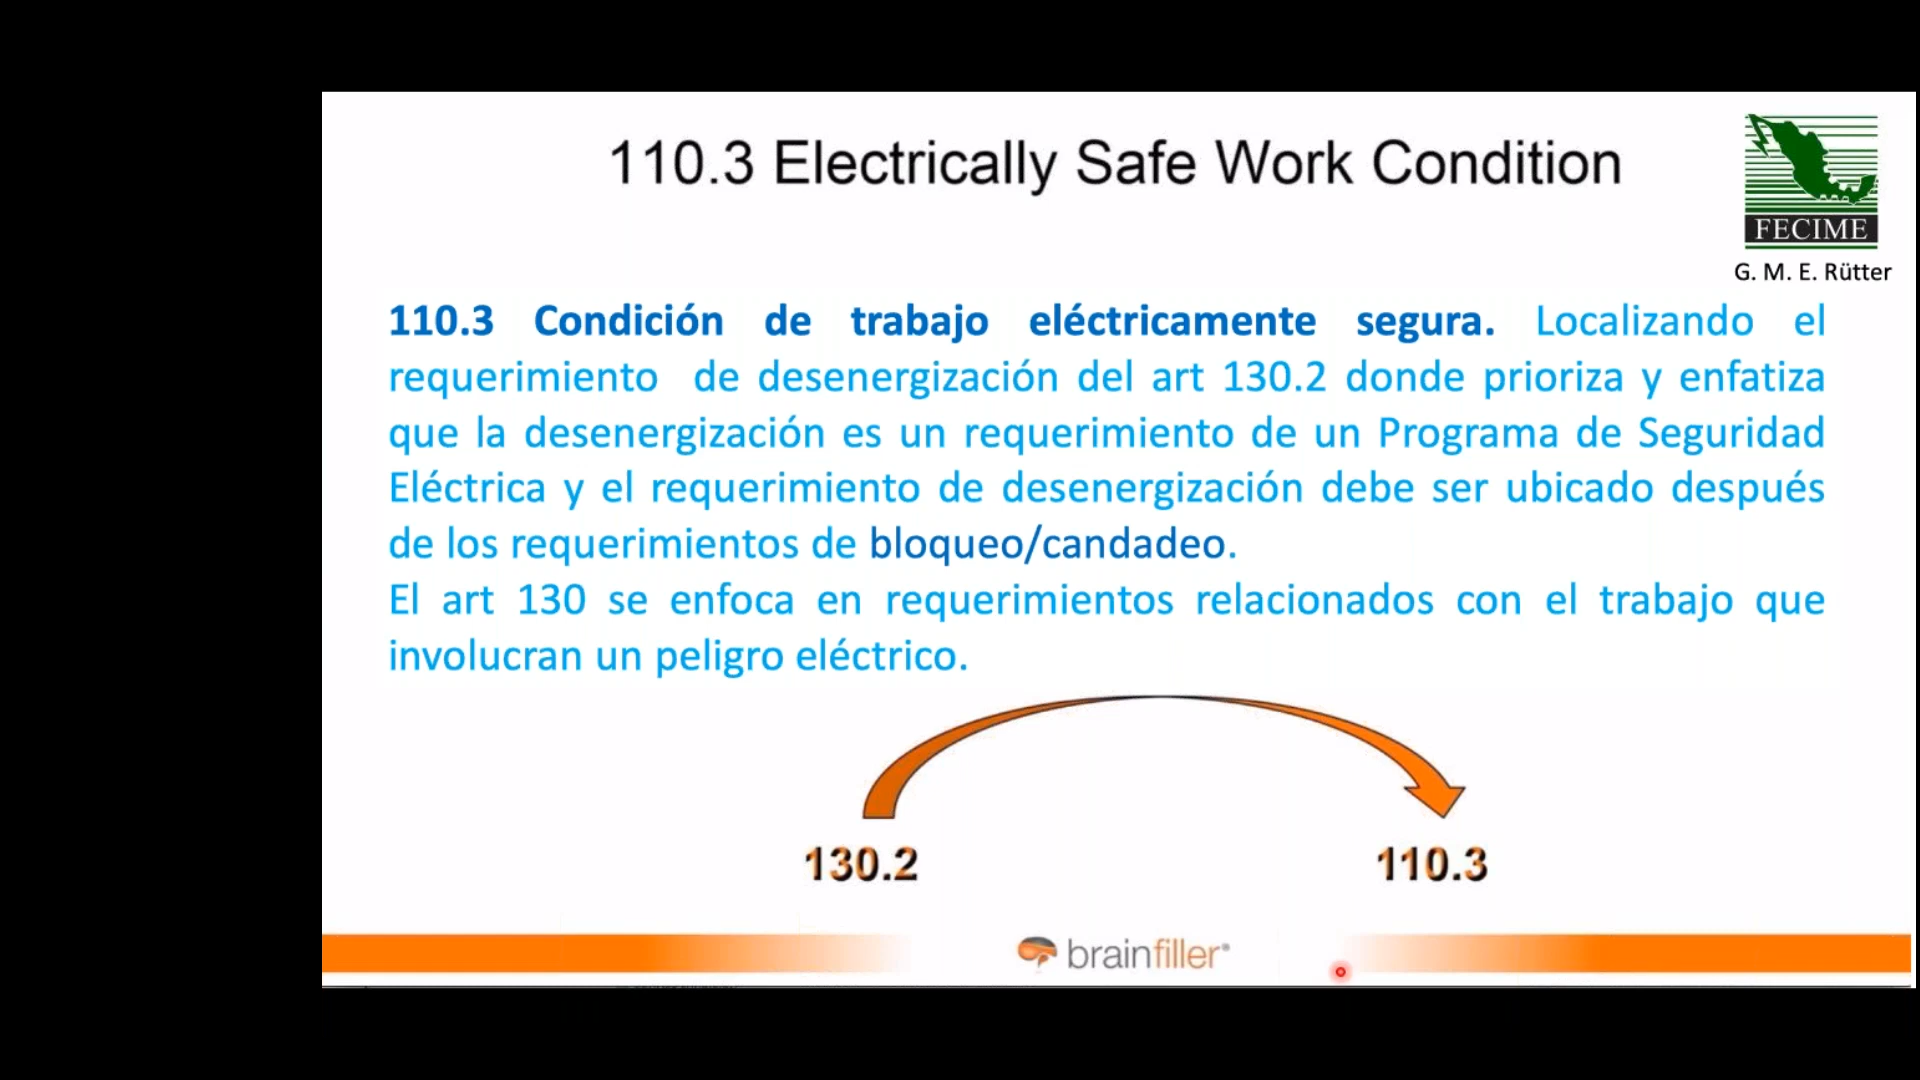 110.3 Electrically Safe Work Condition
FECIME
G. M. E. Rütter
110.3 Condición de trabajo eléctricamente segura. Localizando el
requerimiento de desenergización del art 130.2 donde prioriza y enfatiza
que la desenergización es un requerimiento de un Programa de Seguridad
Eléctrica y el requerimiento de desenergización debe ser ubicado después
de los requerimientos de bloqueo/candadeo.
El art 130 se enfoca en requerimientos relacionados con el trabajo que
involucran un peligro eléctrico.
130.2
110.3
brainfiller®